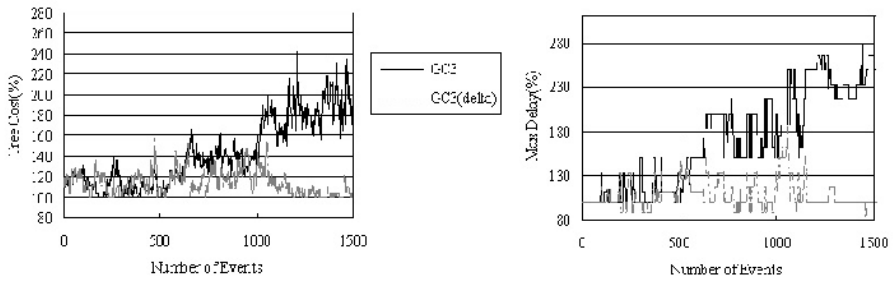 280
260
240
220
200
180
160
140
120
100
80
Tree Cost(%)
0 500 1000 1500
Number of Events
GC3
GC3(delta)
280
230
180
130
80
Max Delay(%)
0 500 1000 1500
Number of Events